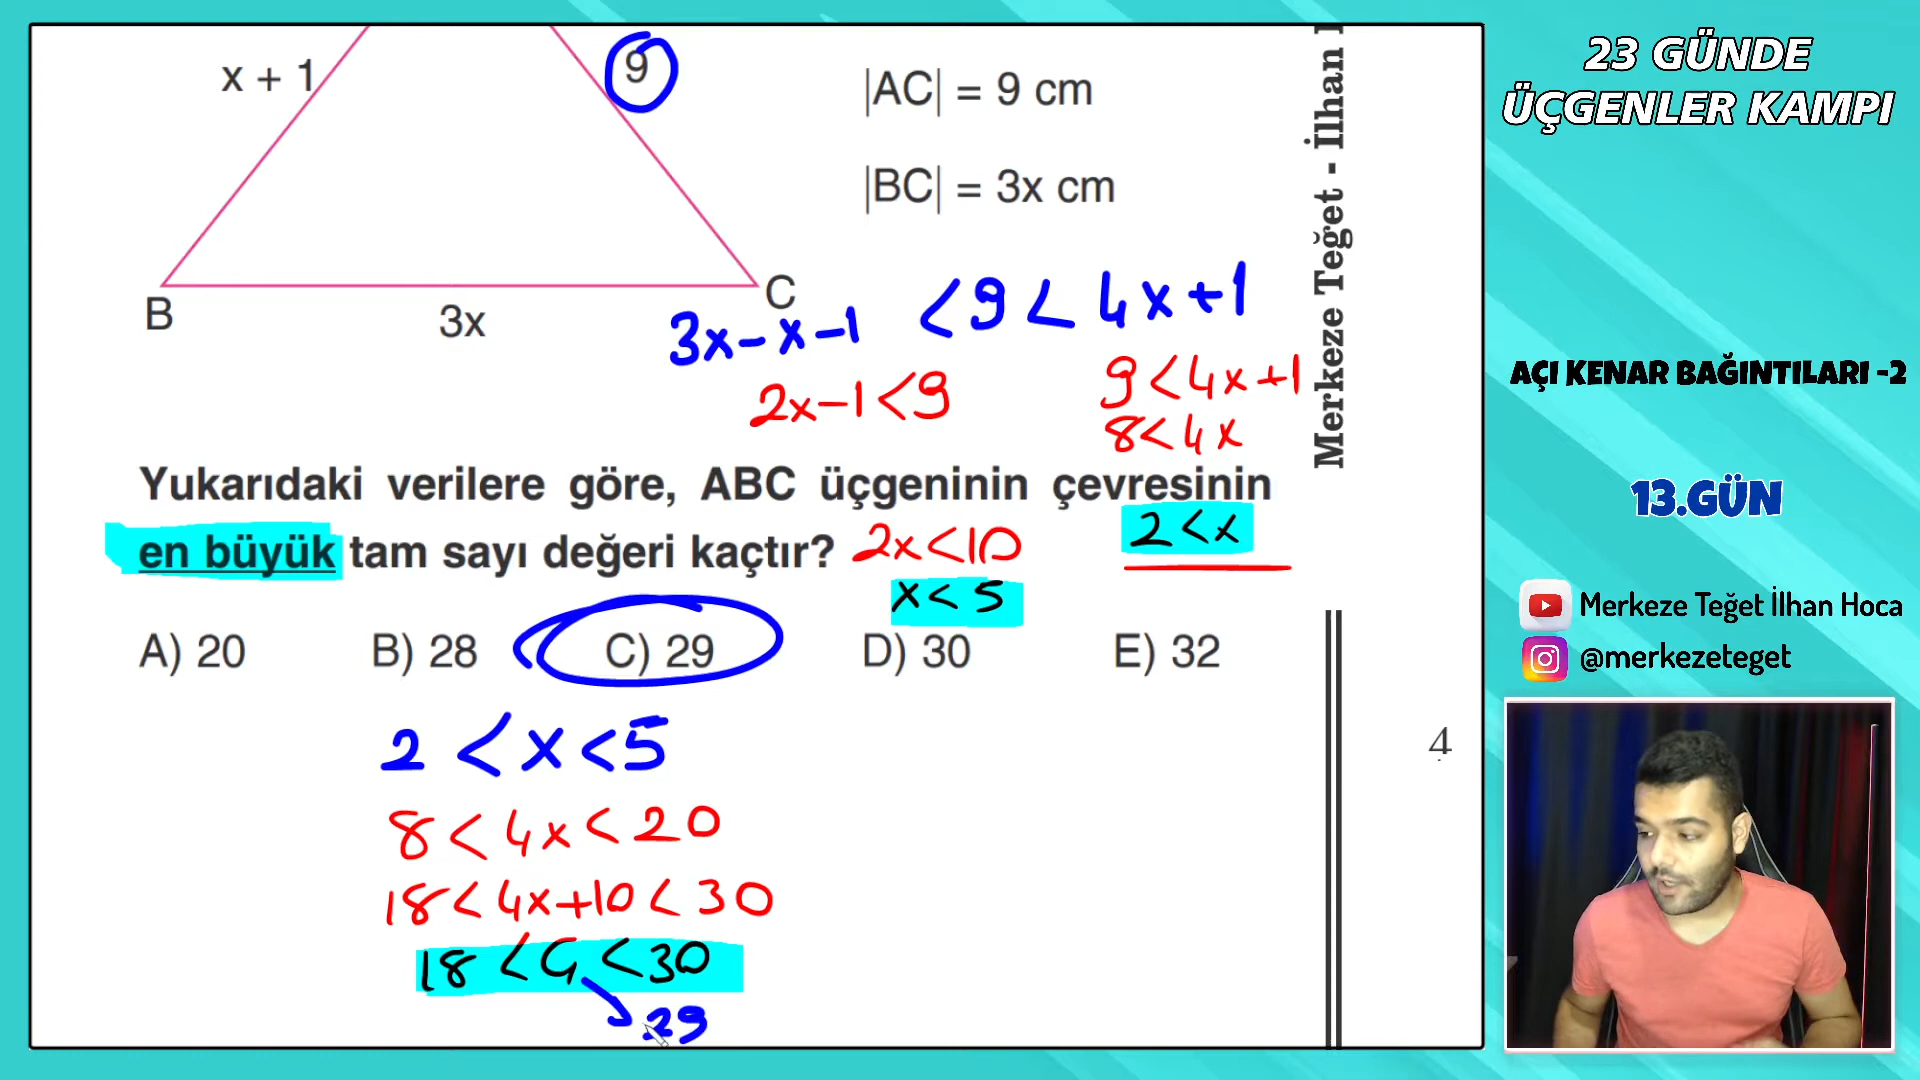 x + 1
9
|AC| = 9 cm
|BC| = 3x cm
B
3x
C
3x-x-1 < 9 < 4x+1
2x-1<9
9<4x+1
8<4x
Yukarıdaki verilere göre, ABC üçgeninin çevresinin
en büyük tam sayı değeri kaçtır?
2x<10
2<x
x<5
A) 20 B) 28 C) 29 D) 30 E) 32
2 < x < 5
8 < 4x < 20
18 < 4x+10 < 30
18 < Ç < 30
29
Merkeze Teğet - İlhan
4
23 GÜNDE
ÜÇGENLER KAMPI
AÇI KENAR BAĞINTILARI -2
13.GÜN
Merkeze Teğet İlhan Hoca
@merkezeteget